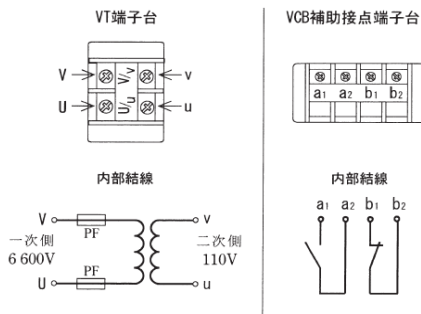 VT端子台
V V/v v
U U/u u
内部結線
V PF v
一次側 6 600V
二次側 110V
U PF u
VCB補助接点端子台
a1 a2 b1 b2
内部結線
a1 a2 b1 b2